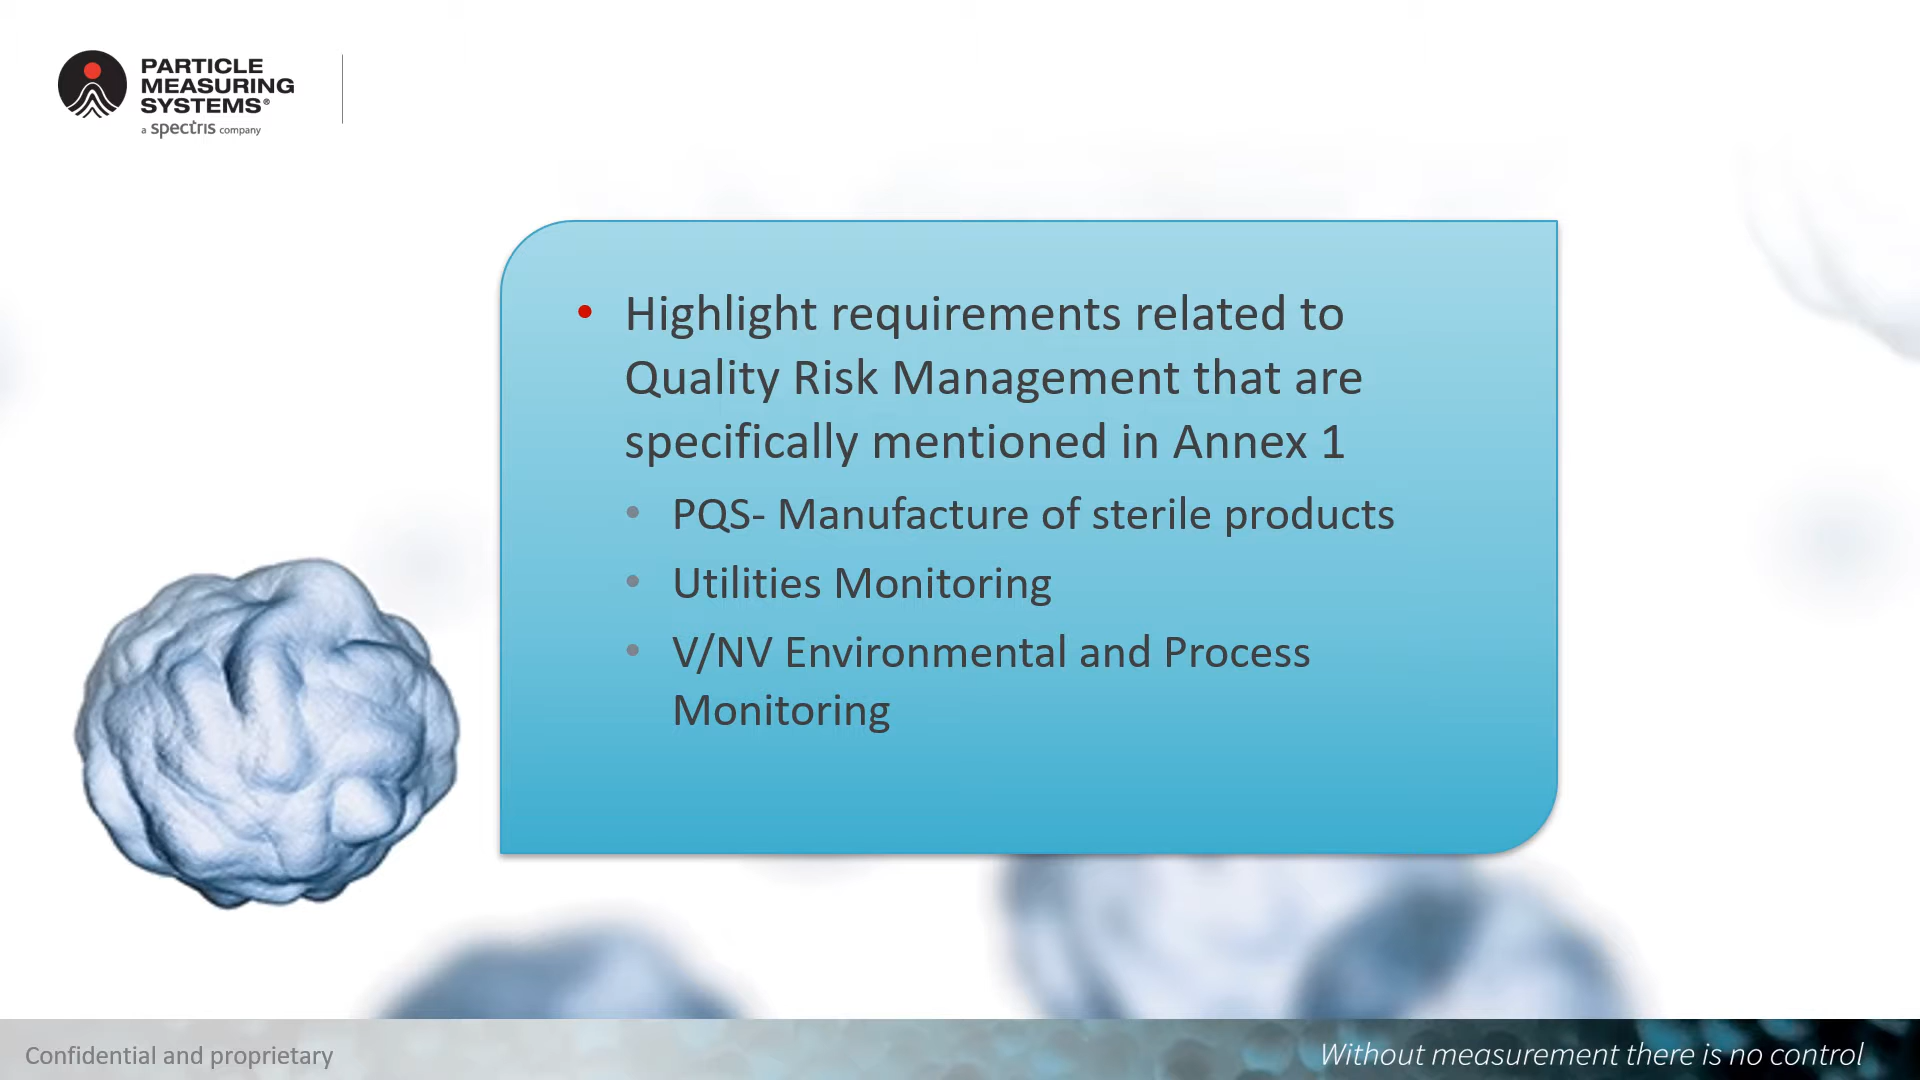 PARTICLE
MEASURING
SYSTEMS®
a spectris company
• Highlight requirements related to
Quality Risk Management that are
specifically mentioned in Annex 1
• PQS- Manufacture of sterile products
• Utilities Monitoring
• V/NV Environmental and Process
Monitoring
Confidential and proprietary
Without measurement there is no control